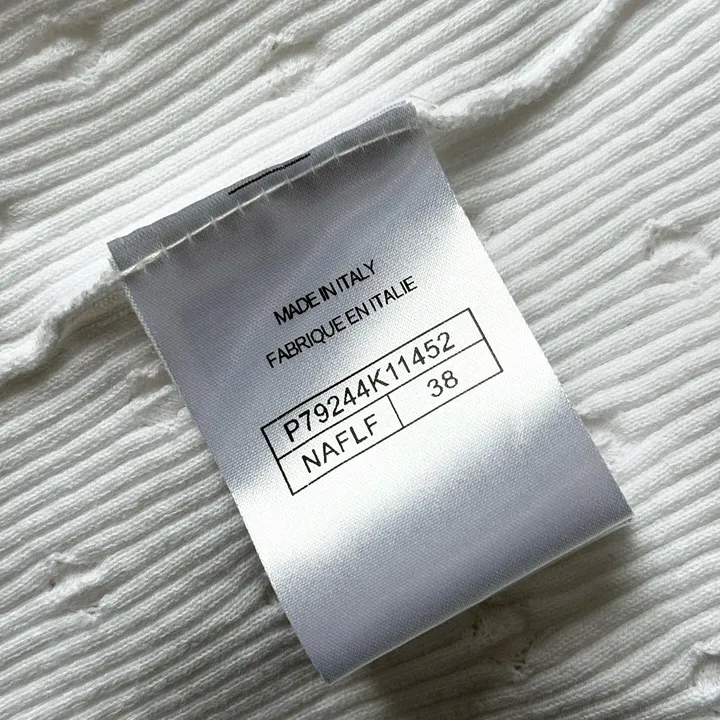 MADE IN ITALY
FABRIQUE EN ITALIE
P79244K11452
NAFLF 38